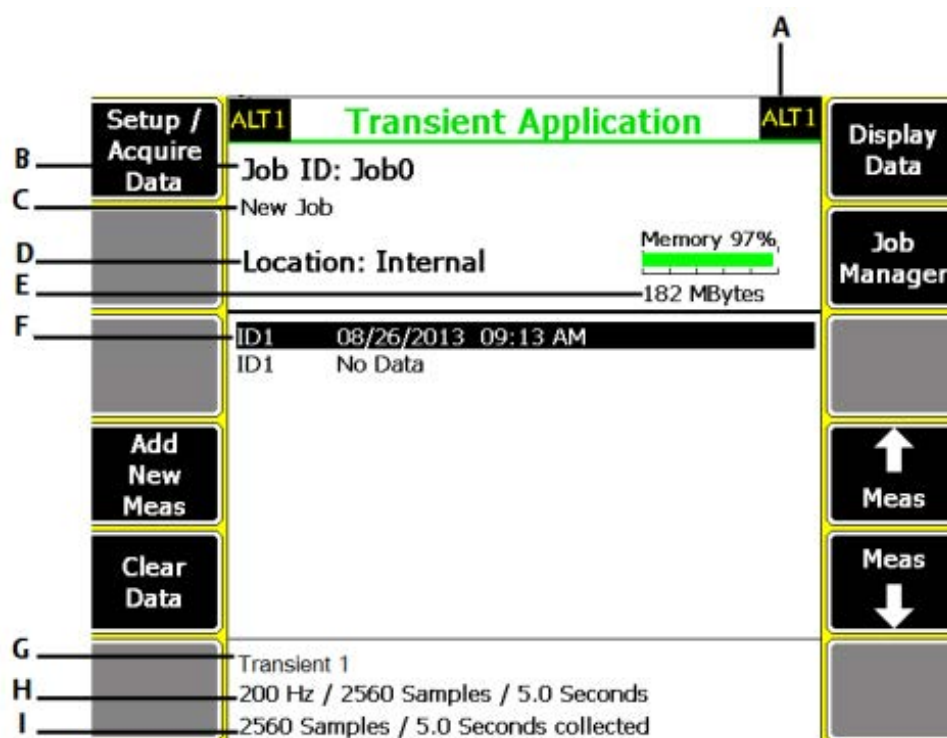 A
Setup /
Acquire
Data
ALT1
Transient Application
ALT1
Display
Data
B
Job ID: Job0
C
New Job
Job
Manager
D
Location: Internal
Memory 97%
E
182 MBytes
F
ID1 08/26/2013 09:13 AM
ID1 No Data
Add
New
Meas
Meas
Clear
Data
Meas
G
Transient 1
H
200 Hz / 2560 Samples / 5.0 Seconds
I
2560 Samples / 5.0 Seconds collected